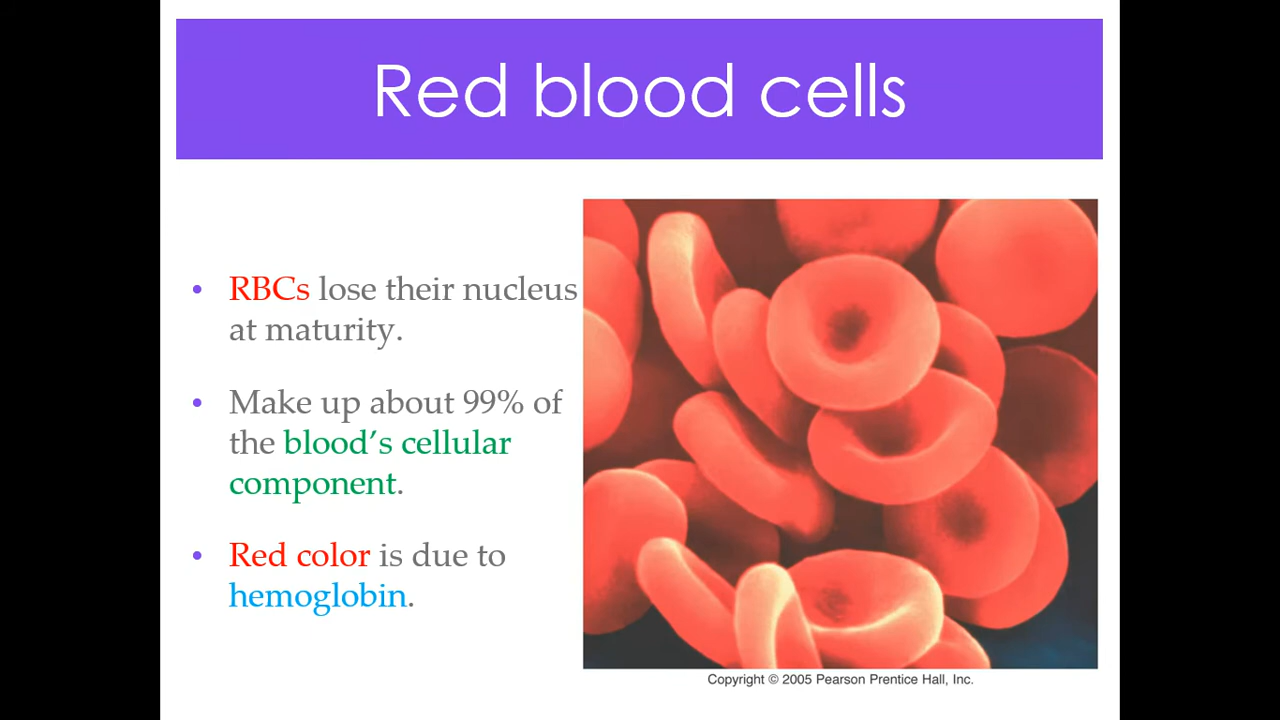 Red blood cells
• RBCs lose their nucleus
at maturity.
• Make up about 99% of
the blood’s cellular
component.
• Red color is due to
hemoglobin.
Copyright © 2005 Pearson Prentice Hall, Inc.